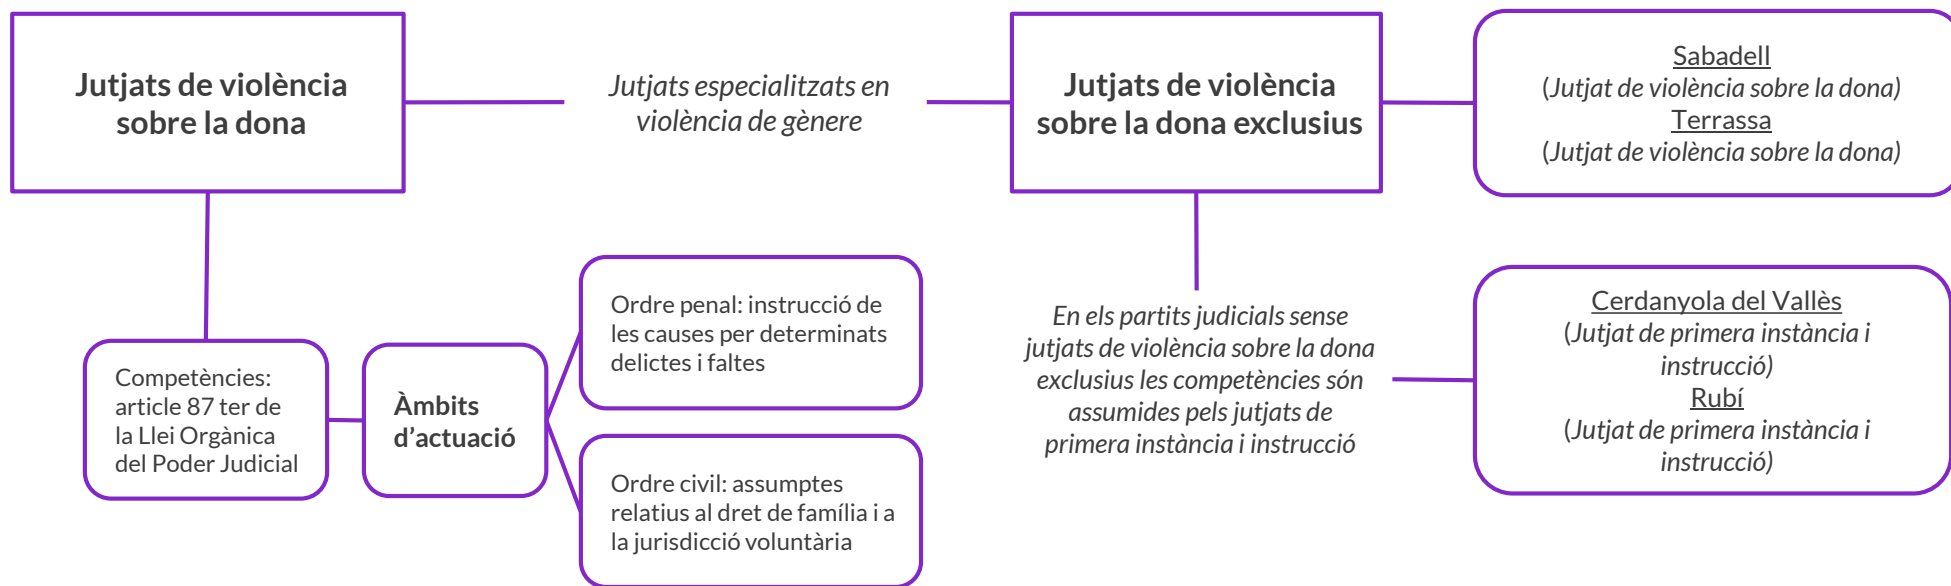 Jutjats de violència
sobre la dona
Jutjats especialitzats en
violència de gènere
Jutjats de violència
sobre la dona exclusius
Sabadell
(Jutjat de violència sobre la dona)
Terrassa
(Jutjat de violència sobre la dona)
Competències:
article 87 ter de
la Llei Orgànica
del Poder Judicial
Àmbits
d’actuació
Ordre penal: instrucció de
les causes per determinats
delictes i faltes
Ordre civil: assumptes
relatius al dret de família i a
la jurisdicció voluntària
En els partits judicials sense
jutjats de violència sobre la dona
exclusius les competències són
assumides pels jutjats de
primera instància i instrucció
Cerdanyola del Vallès
(Jutjat de primera instància i
instrucció)
Rubí
(Jutjat de primera instància i
instrucció)